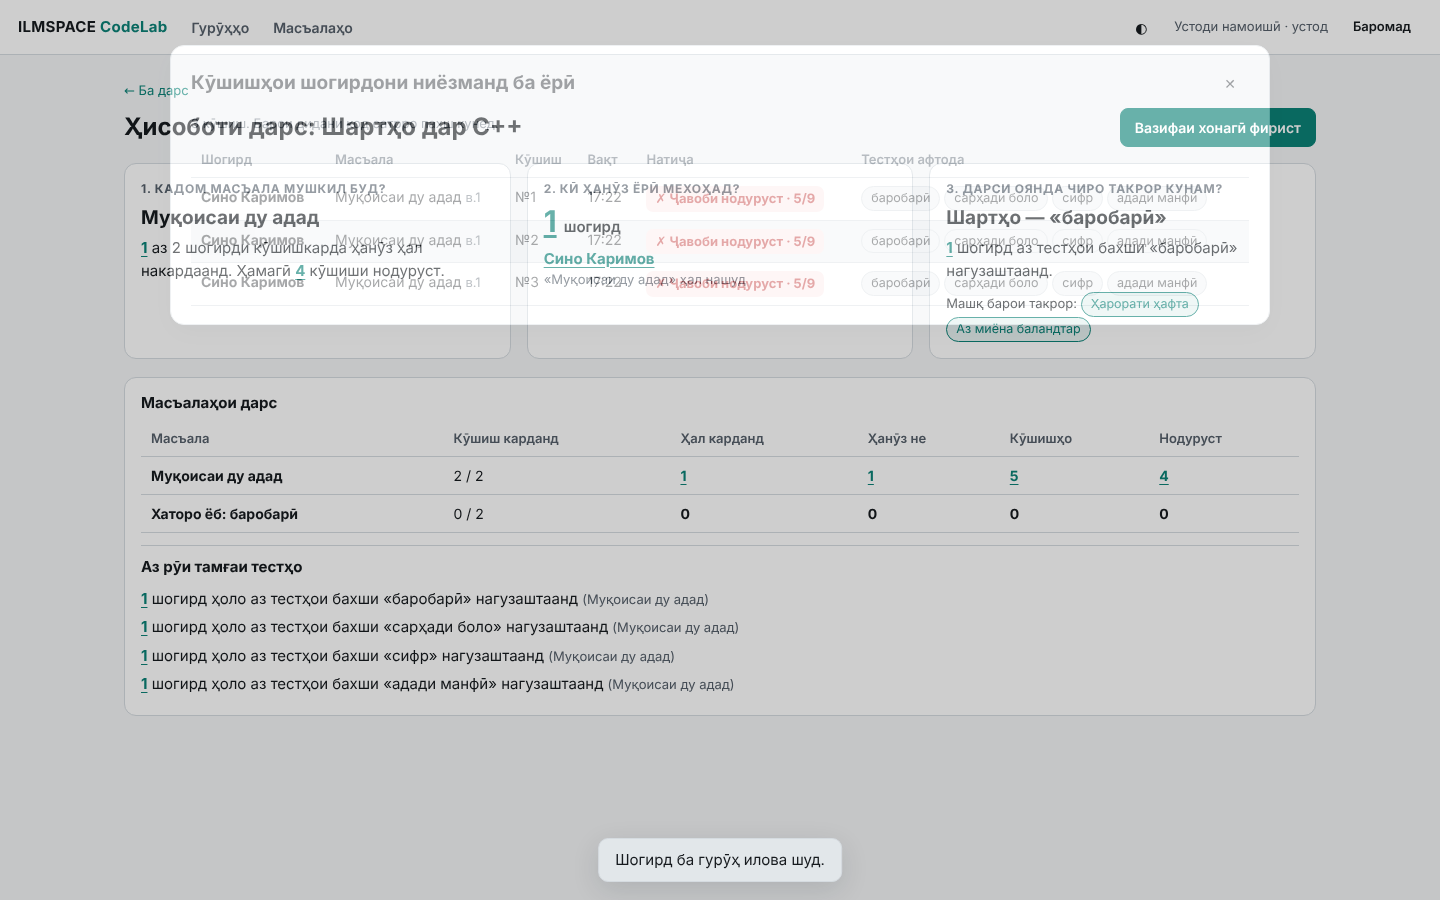 ILMSPACE CodeLab Гурӯҳҳо Масъалаҳо ◐ Устоди намоишӣ · устод Баромад
Кӯшишҳои шогирдони ниёзманд ба ёрӣ ×
Шогирд Масъала Кӯшиш Вақт Натиҷа Тестҳои афтода
Сино Каримов Муқоисаи ду адад в.1 №1 17:22 ✗ Ҷавоби нодуруст · 5/9 баробарӣ сарҳади боло сифр адади манфӣ
Сино Каримов Муқоисаи ду адад в.1 №2 17:22 ✗ Ҷавоби нодуруст · 5/9 баробарӣ сарҳади боло сифр адади манфӣ
Сино Каримов Муқоисаи ду адад в.1 №3 17:22 ✗ Ҷавоби нодуруст · 5/9 баробарӣ сарҳади боло сифр адади манфӣ
← Ба дарс
Ҳисоботи дарс: Шартҳо дар C++
Вазифаи хонагӣ фирист
1. КАДОМ МАСЪАЛА МУШКИЛ БУД?
Муқоисаи ду адад
1 аз 2 шогирди кӯшишкарда ҳанӯз ҳал
накардаанд. Ҳамагӣ 4 кӯшиши нодуруст.
2. КӢ ҲАНӮЗ ЁРӢ МЕХОҲАД?
1 шогирд
Сино Каримов
«Муқоисаи ду адад» ҳал нашуд
3. ДАРСИ ОЯНДА ЧИРО ТАКРОР КУНАМ?
Шартҳо — «баробарӣ»
1 шогирд аз тестҳои бахши «баробарӣ»
нагузаштаанд.
Машқ барои такрор: Ҳарорати ҳафта
Аз миёна баландтар
Масъалаҳои дарс
Масъала Кӯшиш карданд Ҳал карданд Ҳанӯз не Кӯшишҳо Нодуруст
Муқоисаи ду адад 2 / 2 1 1 5 4
Хаторо ёб: баробарӣ 0 / 2 0 0 0 0
Аз рӯи тамғаи тестҳо
1 шогирд ҳоло аз тестҳои бахши «баробарӣ» нагузаштаанд (Муқоисаи ду адад)
1 шогирд ҳоло аз тестҳои бахши «сарҳади боло» нагузаштаанд (Муқоисаи ду адад)
1 шогирд ҳоло аз тестҳои бахши «сифр» нагузаштаанд (Муқоисаи ду адад)
1 шогирд ҳоло аз тестҳои бахши «адади манфӣ» нагузаштаанд (Муқоисаи ду адад)
Шогирд ба гурӯҳ илова шуд.